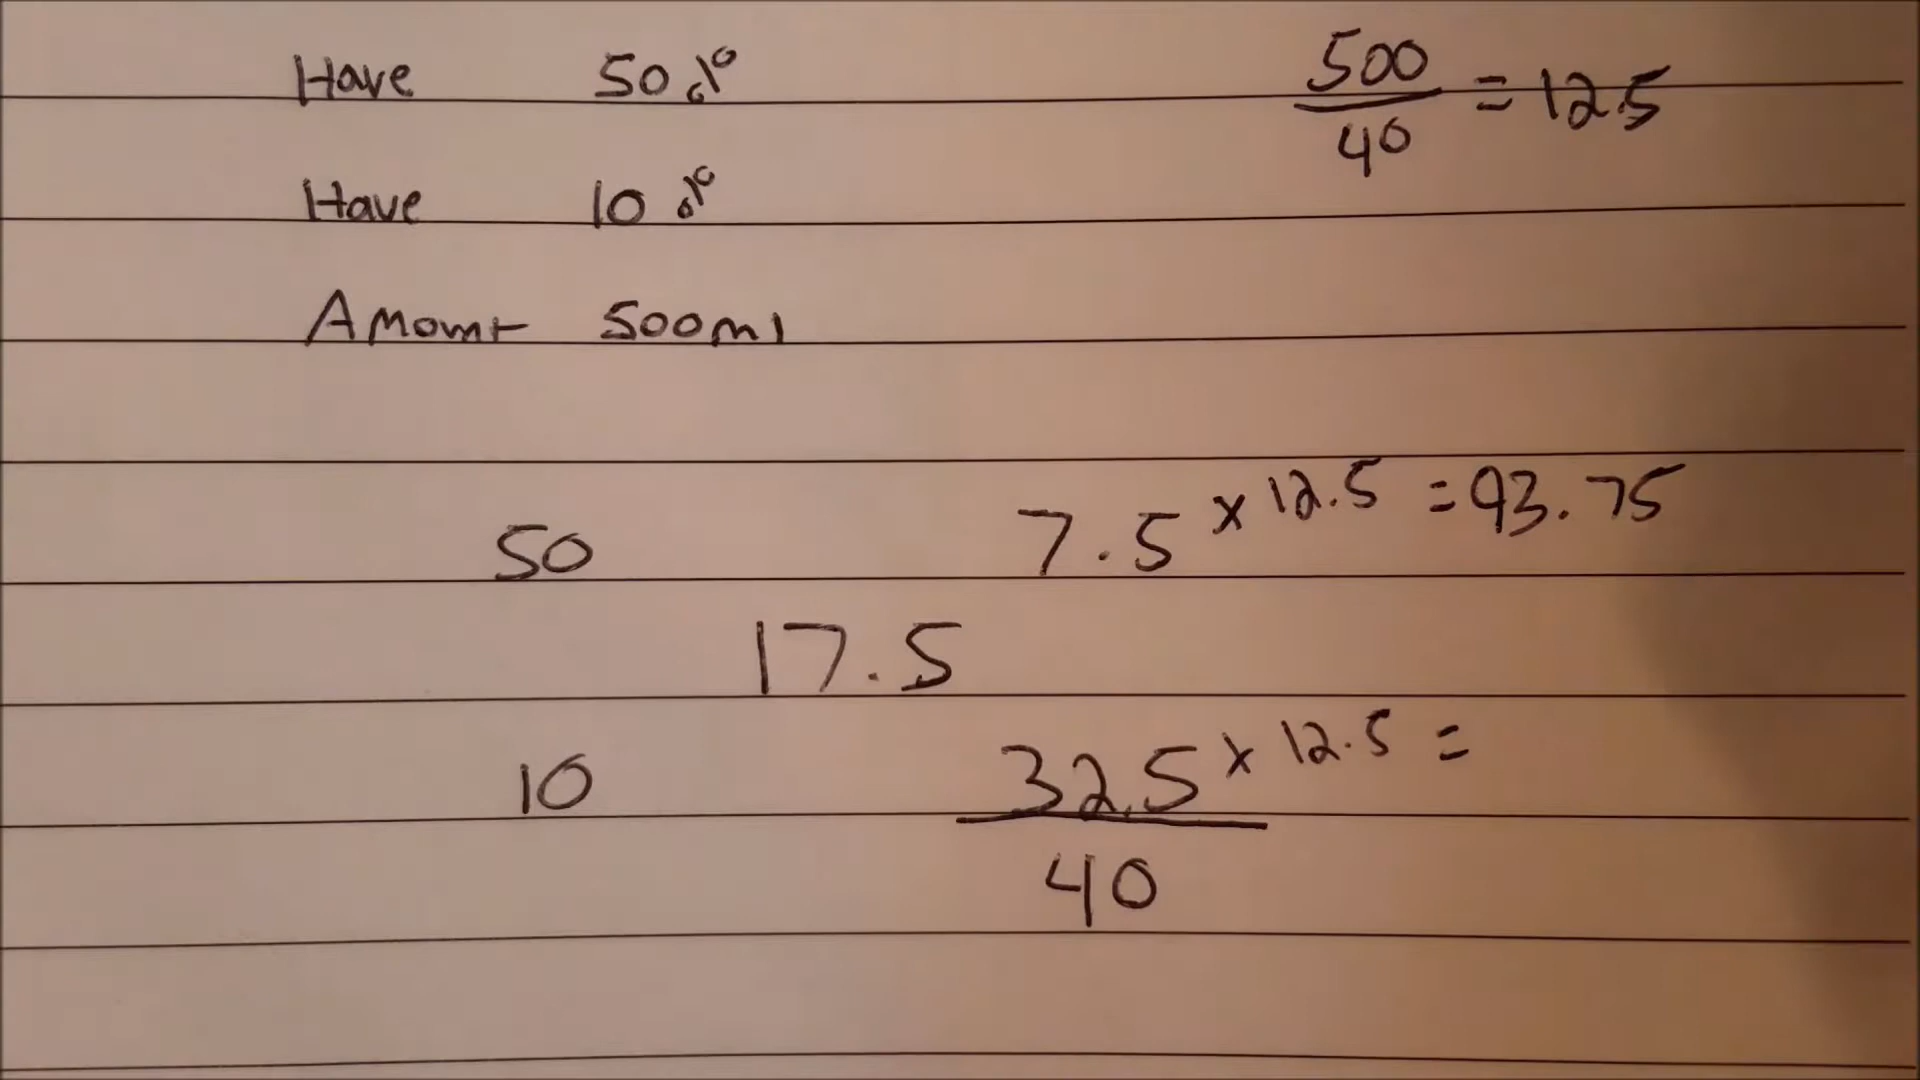 Have 50%
500
40
= 12.5
Have 10%
Amount 500ml
50
7.5 x 12.5 = 93.75
17.5
10
32.5 x 12.5 =
40